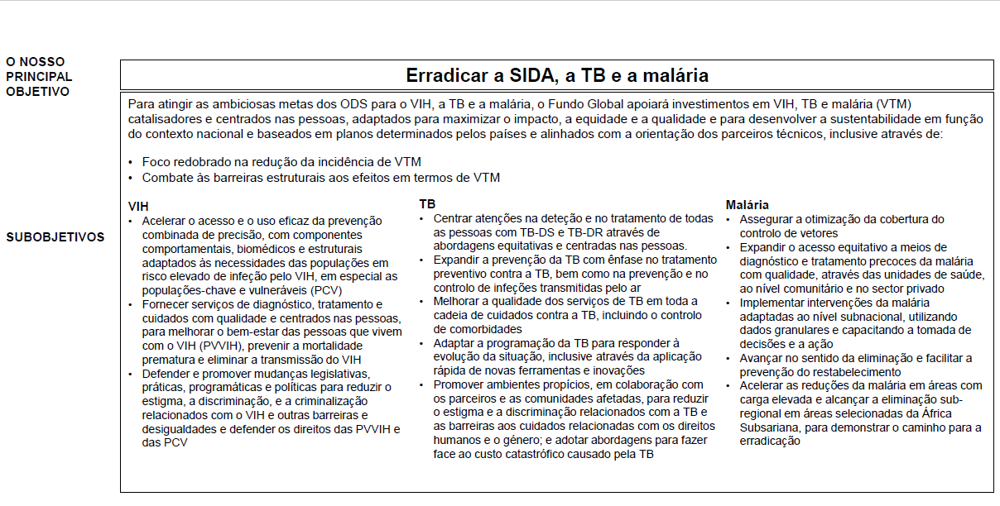 O NOSSO
PRINCIPAL
OBJETIVO
Erradicar a SIDA, a TB e a malária
Para atingir as ambiciosas metas dos ODS para o VIH, a TB e a malária, o Fundo Global apoiará investimentos em VIH, TB e malária (VTM)
catalisadores e centrados nas pessoas, adaptados para maximizar o impacto, a equidade e a qualidade e para desenvolver a sustentabilidade em função
do contexto nacional e baseados em planos determinados pelos países e alinhados com a orientação dos parceiros técnicos, inclusive através de:
• Foco redobrado na redução da incidência de VTM
• Combate às barreiras estruturais aos efeitos em termos de VTM
SUBOBJETIVOS
VIH
• Acelerar o acesso e o uso eficaz da prevenção
combinada de precisão, com componentes
comportamentais, biomédicos e estruturais
adaptados às necessidades das populações em
risco elevado de infeção pelo VIH, em especial as
populações-chave e vulneráveis (PCV)
• Fornecer serviços de diagnóstico, tratamento e
cuidados com qualidade e centrados nas pessoas,
para melhorar o bem-estar das pessoas que vivem
com o VIH (PVVIH), prevenir a mortalidade
prematura e eliminar a transmissão do VIH
• Defender e promover mudanças legislativas,
práticas, programáticas e políticas para reduzir o
estigma, a discriminação, e a criminalização
relacionados com o VIH e outras barreiras e
desigualdades e defender os direitos das PVVIH e
das PCV
TB
• Centrar atenções na deteção e no tratamento de todas
as pessoas com TB-DS e TB-DR através de
abordagens equitativas e centradas nas pessoas.
• Expandir a prevenção da TB com ênfase no tratamento
preventivo contra a TB, bem como na prevenção e no
controlo de infeções transmitidas pelo ar
• Melhorar a qualidade dos serviços de TB em toda a
cadeia de cuidados contra a TB, incluindo o controlo
de comorbidades
• Adaptar a programação da TB para responder à
evolução da situação, inclusive através da aplicação
rápida de novas ferramentas e inovações
• Promover ambientes propícios, em colaboração com
os parceiros e as comunidades afetadas, para reduzir
o estigma e a discriminação relacionados com a TB e
as barreiras aos cuidados relacionadas com os direitos
humanos e o género; e adotar abordagens para fazer
face ao custo catastrófico causado pela TB
Malária
• Assegurar a otimização da cobertura do
controlo de vetores
• Expandir o acesso equitativo a meios de
diagnóstico e tratamento precoces da malária
com qualidade, através das unidades de saúde,
ao nível comunitário e no sector privado
• Implementar intervenções da malária
adaptadas ao nível subnacional, utilizando
dados granulares e capacitando a tomada de
decisões e a ação
• Avançar no sentido da eliminação e facilitar a
prevenção do restabelecimento
• Acelerar as reduções da malária em áreas com
carga elevada e alcançar a eliminação sub-
regional em áreas selecionadas da África
Subsariana, para demonstrar o caminho para a
erradicação